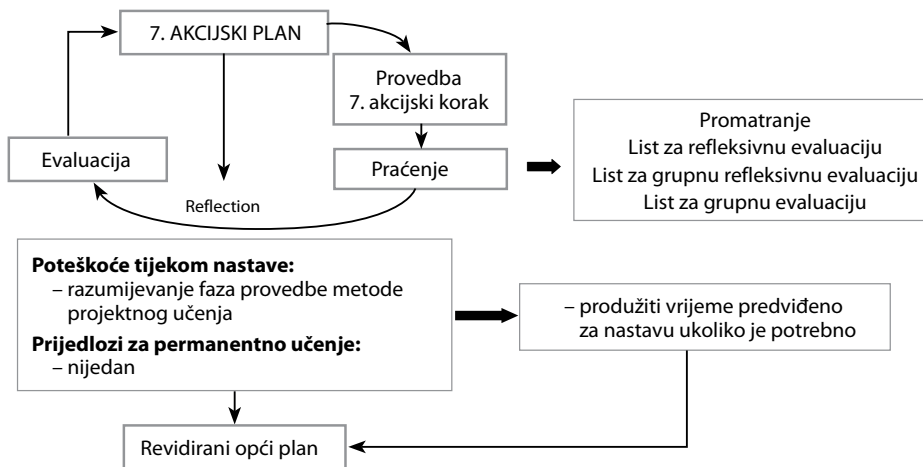 7. AKCIJSKI PLAN
Provedba
7. akcijski korak
Evaluacija
Praćenje
Reflection
Promatranje
List za refleksivnu evaluaciju
List za grupnu refleksivnu evaluaciju
List za grupnu evaluaciju
Poteškoće tijekom nastave:
– razumijevanje faza provedbe metode
projektnog učenja
Prijedlozi za permanentno učenje:
– nijedan
– produžiti vrijeme predviđeno
za nastavu ukoliko je potrebno
Revidirani opći plan